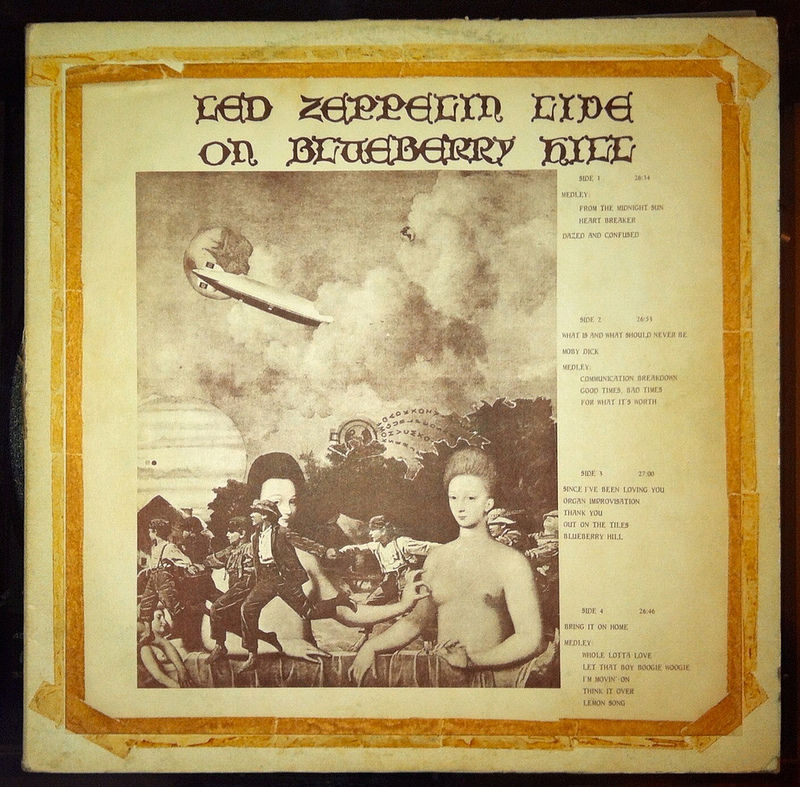 LED ZEPPELIN LIVE
ON BLUEBERRY HILL
SIDE 1 26:14
MEDLEY:
FROM THE MIDNIGHT SUN
HEART BREAKER
DAZED AND CONFUSED
SIDE 2 26:53
WHAT IS AND WHAT SHOULD NEVER BE
MOBY DICK
MEDLEY:
COMMUNICATION BREAKDOWN
GOOD TIMES, BAD TIMES
FOR WHAT IT'S WORTH
SIDE 3 27:00
SINCE I'VE BEEN LOVING YOU
ORGAN IMPROVISATION
THANK YOU
OUT ON THE TILES
BLUEBERRY HILL
SIDE 4 26:46
BRING IT ON HOME
MEDLEY:
WHOLE LOTTA LOVE
LET THAT BOY BOOGIE WOOGIE
I'M MOVIN' ON
THINK IT OVER
LEMON SONG